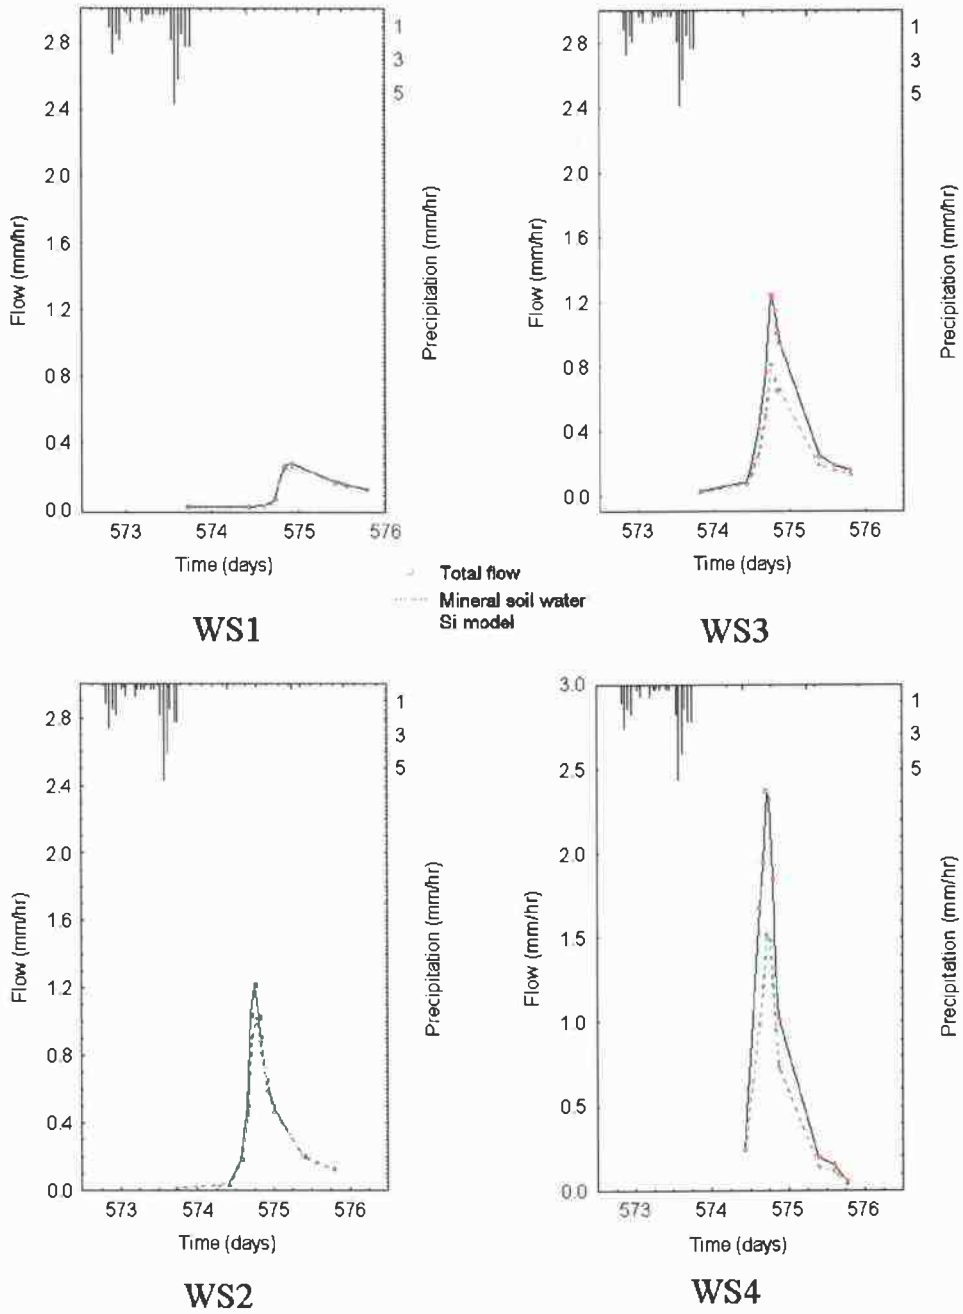 2.8
2.4
2.0
1.6
1.2
0.8
0.4
0.0
Flow (mm/hr)
1
3
5
Precipitation (mm/hr)
573 574 575 576
Time (days)
WS1
2.8
2.4
2.0
1.6
1.2
0.8
0.4
0.0
Flow (mm/hr)
1
3
5
Precipitation (mm/hr)
573 574 575 576
Time (days)
WS3
Total flow
Mineral soil water
Si model
2.8
2.4
2.0
1.6
1.2
0.8
0.4
0.0
Flow (mm/hr)
1
3
5
Precipitation (mm/hr)
573 574 575 576
Time (days)
WS2
3.0
2.5
2.0
1.5
1.0
0.5
0.0
Flow (mm/hr)
1
3
5
Precipitation (mm/hr)
573 574 575 576
Time (days)
WS4